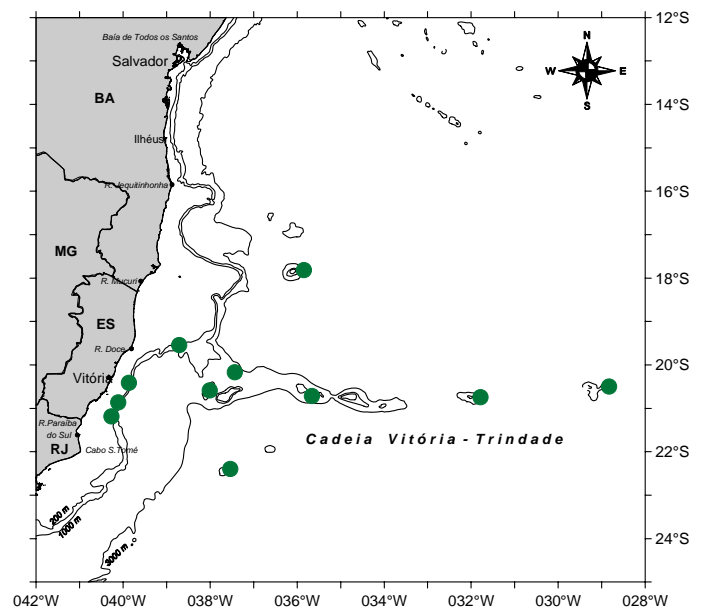 12°S
Baía de Todos os Santos
N
Salvador
W E
S
BA
14°S
Ilhéus
16°S
R. Jequitinhonha
MG
18°S
R. Mucuri
ES
R. Doce
20°S
Vitória
R.Paraíba
do Sul
Cadeia Vitória - Trindade
RJ
Cabo S.Tomé
22°S
200 m
1000 m
3000 m
24°S
042°W 040°W 038°W 036°W 034°W 032°W 030°W 028°W